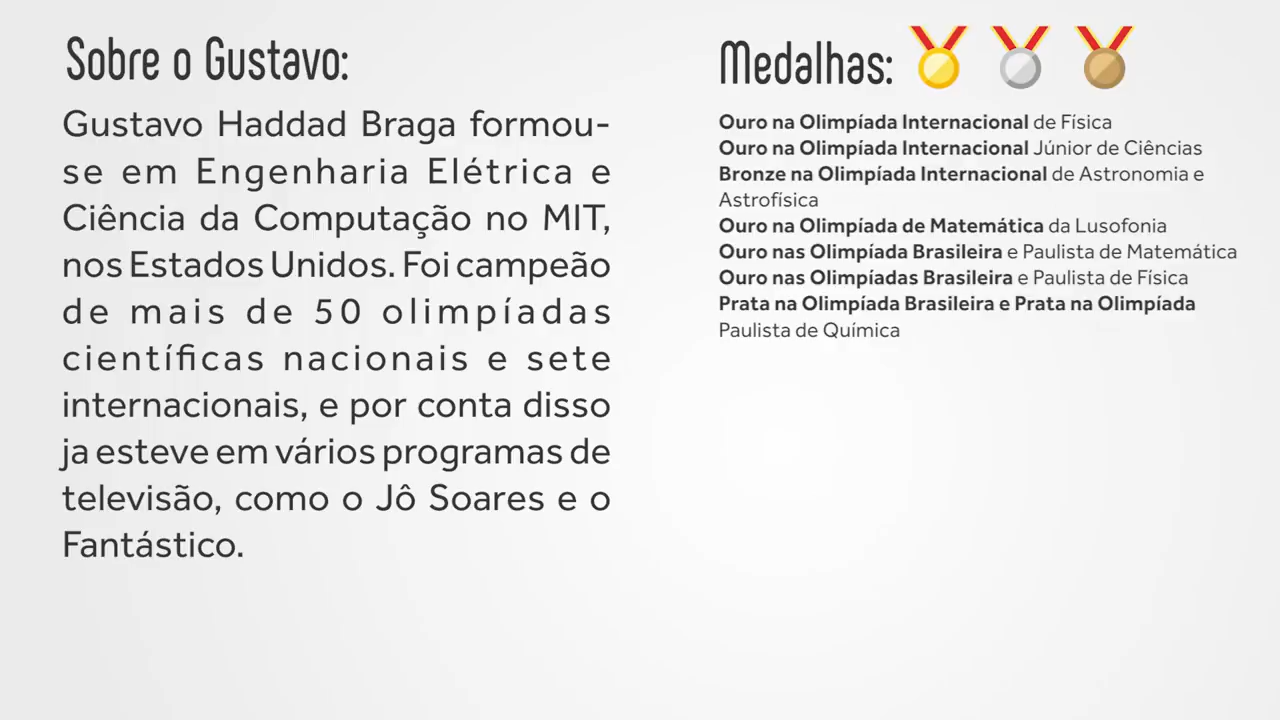 Sobre o Gustavo:
Gustavo Haddad Braga formou-
se em Engenharia Elétrica e
Ciência da Computação no MIT,
nos Estados Unidos. Foi campeão
de mais de 50 olimpíadas
científicas nacionais e sete
internacionais, e por conta disso
ja esteve em vários programas de
televisão, como o Jô Soares e o
Fantástico.
Medalhas:
Ouro na Olimpíada Internacional de Física
Ouro na Olimpíada Internacional Júnior de Ciências
Bronze na Olimpíada Internacional de Astronomia e
Astrofísica
Ouro na Olimpíada de Matemática da Lusofonia
Ouro nas Olimpíada Brasileira e Paulista de Matemática
Ouro nas Olimpíadas Brasileira e Paulista de Física
Prata na Olimpíada Brasileira e Prata na Olimpíada
Paulista de Química